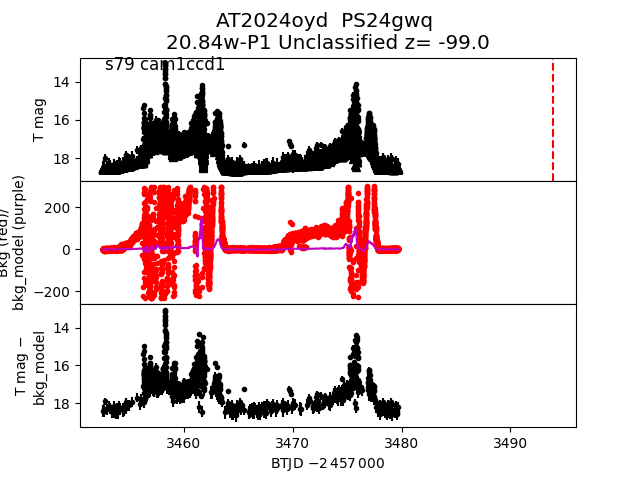 AT2024oyd  PS24gwq
20.84w-P1 Unclassified z= -99.0
s79 cam1ccd1
14
16
18
T mag
200
0
−200
Bkg (red)/
bkg_model (purple)
14
16
18
T mag −
bkg_model
3460
3470
3480
3490
BTJD −2 457 000